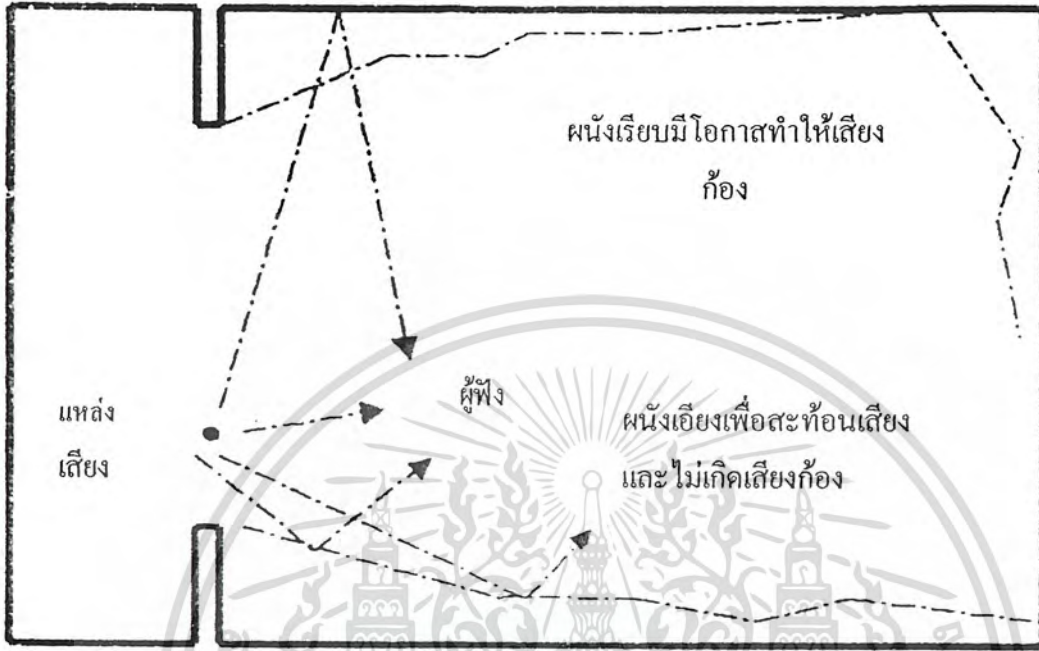 ผนังเรียบมีโอกาสทำให้เสียง
ก้อง
แหล่ง
เสียง
ผู้ฟัง
ผนังเอียงเพื่อสะท้อนเสียง
และไม่เกิดเสียงก้อง